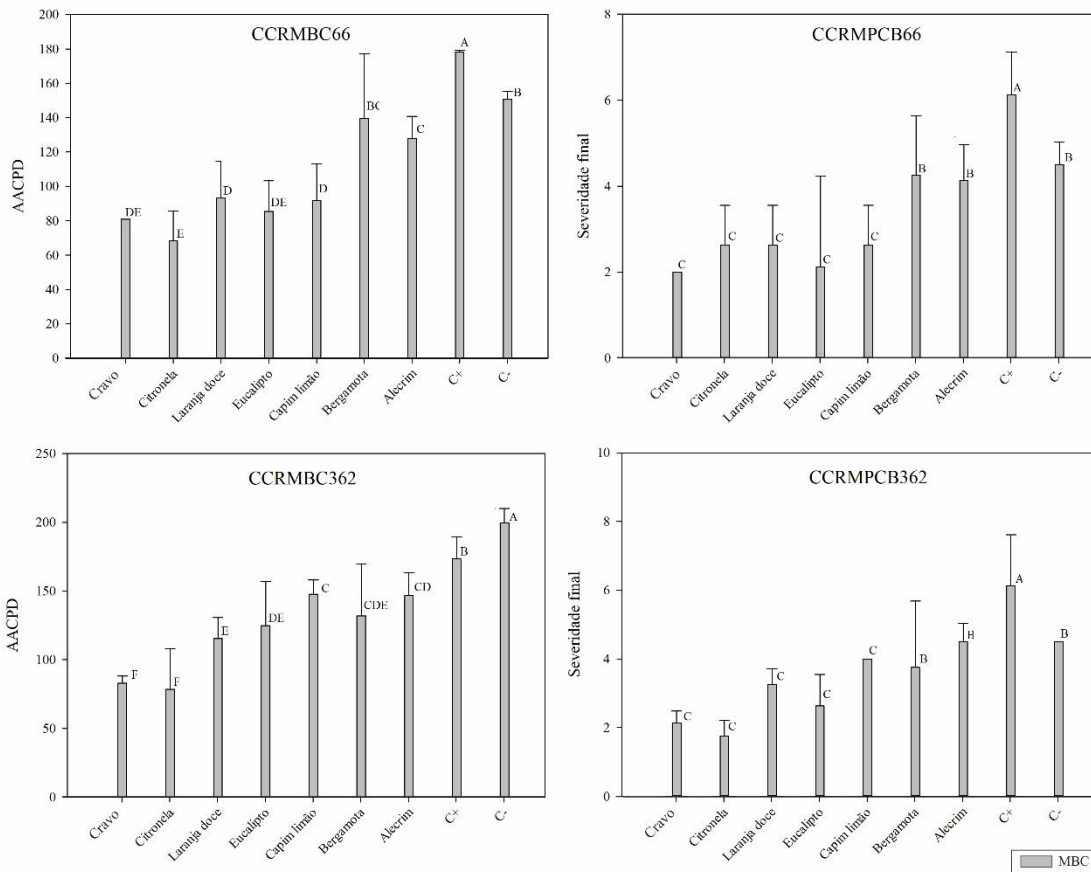 CCRMBC66
AACPD
200
180
160
140
120
100
80
60
40
20
0
DE
E
D
DE
D
BC
C
A
B
Cravo
Citronela
Laranja doce
Eucalipto
Capim limão
Bergamota
Alecrim
C+
C-
CCRMPCB66
Severidade final
8
6
4
2
0
C
C
C
C
C
B
B
A
B
Cravo
Citronela
Laranja doce
Eucalipto
Capim limão
Bergamota
Alecrim
C+
C-
CCRMBC362
AACPD
250
200
150
100
50
0
F
F
E
DE
C
CDE
CD
B
A
Cravo
Citronela
Laranja doce
Eucalipto
Capim limão
Bergamota
Alecrim
C+
C-
CCRMPCB362
Severidade final
10
8
6
4
2
0
C
C
C
C
C
B
B
A
B
Cravo
Citronela
Laranja doce
Eucalipto
Capim limão
Bergamota
Alecrim
C+
C-
MBC